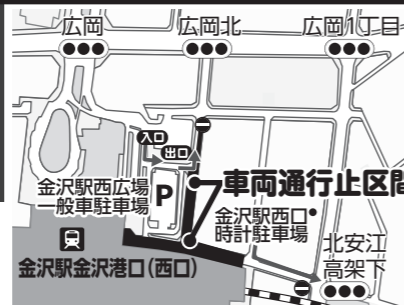 広岡
広岡北
広岡1丁目
入口
出口
金沢駅西広場
一般車駐車場
P
車両通行止区間
金沢駅西口
時計駐車場
北安江
高架下
金沢駅金沢港口(西口)